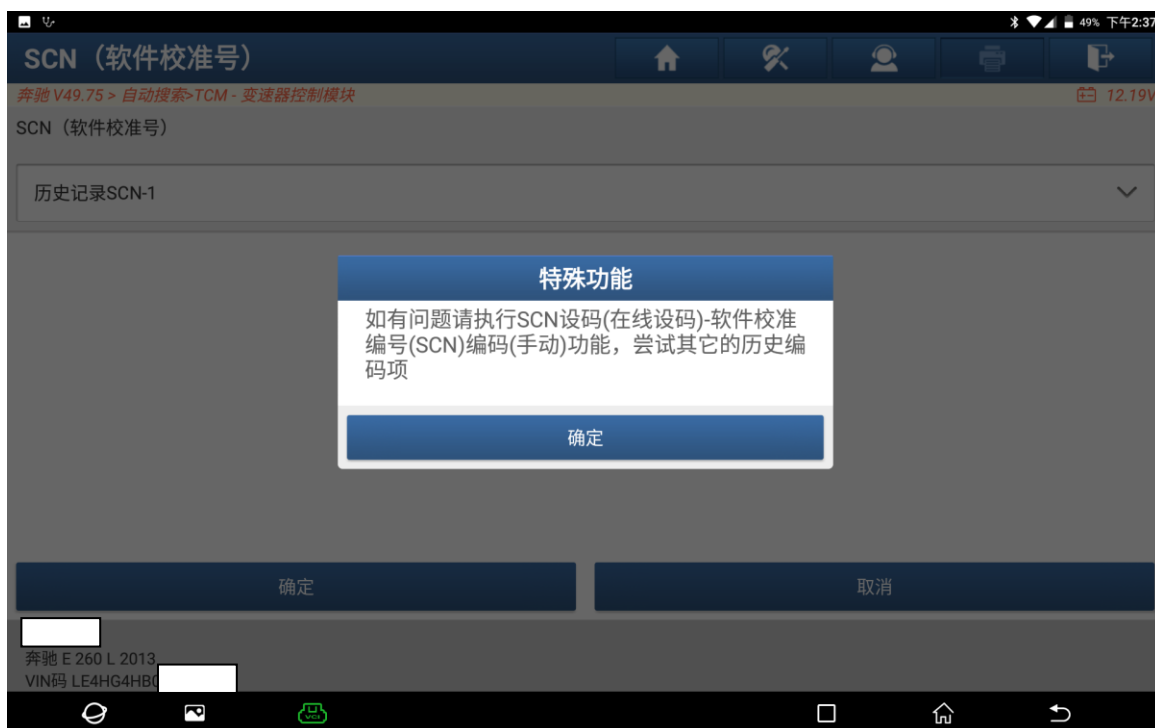 49% 下午2:37
SCN（软件校准号）
奔驰 V49.75 > 自动搜索>TCM - 变速器控制模块
12.19V
SCN（软件校准号）
历史记录SCN-1
特殊功能
如有问题请执行SCN设码(在线设码)-软件校准
编号(SCN)编码(手动)功能，尝试其它的历史编
码项
确定
确定
取消
奔驰 E 260 L 2013
VIN码 LE4HG4HB
VCI